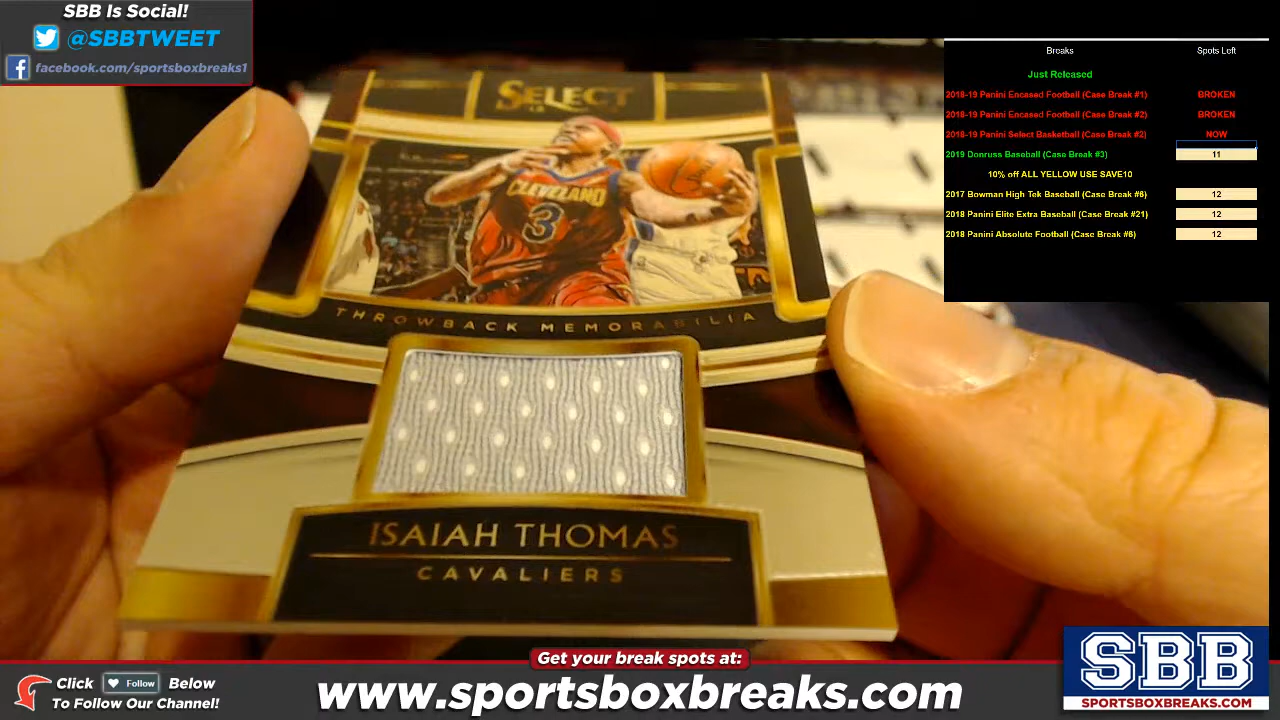 SBB Is Social!
@SBBTWEET
facebook.com/sportsboxbreaks1
Breaks Spots Left
Just Released
2018-19 Panini Encased Football (Case Break #1) BROKEN
2018-19 Panini Encased Football (Case Break #2) BROKEN
2018-19 Panini Select Basketball (Case Break #2) NOW
2019 Donruss Baseball (Case Break #3) 11
10% off ALL YELLOW USE SAVE10
2017 Bowman High Tek Baseball (Case Break #6) 12
2018 Panini Elite Extra Baseball (Case Break #21) 12
2018 Panini Absolute Football (Case Break #6) 12
SELECT
CLEVELAND
3
THROWBACK MEMORABILIA
ISAIAH THOMAS
CAVALIERS
Get your break spots at:
Click Follow Below
To Follow Our Channel!
www.sportsboxbreaks.com
SBB
SPORTSBOXBREAKS.COM